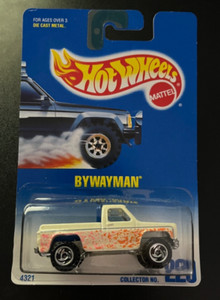 FOR AGES OVER 3
DIE CAST METAL.
Hot Wheels
MATTEL
BYWAYMAN
4321
COLLECTOR NO.